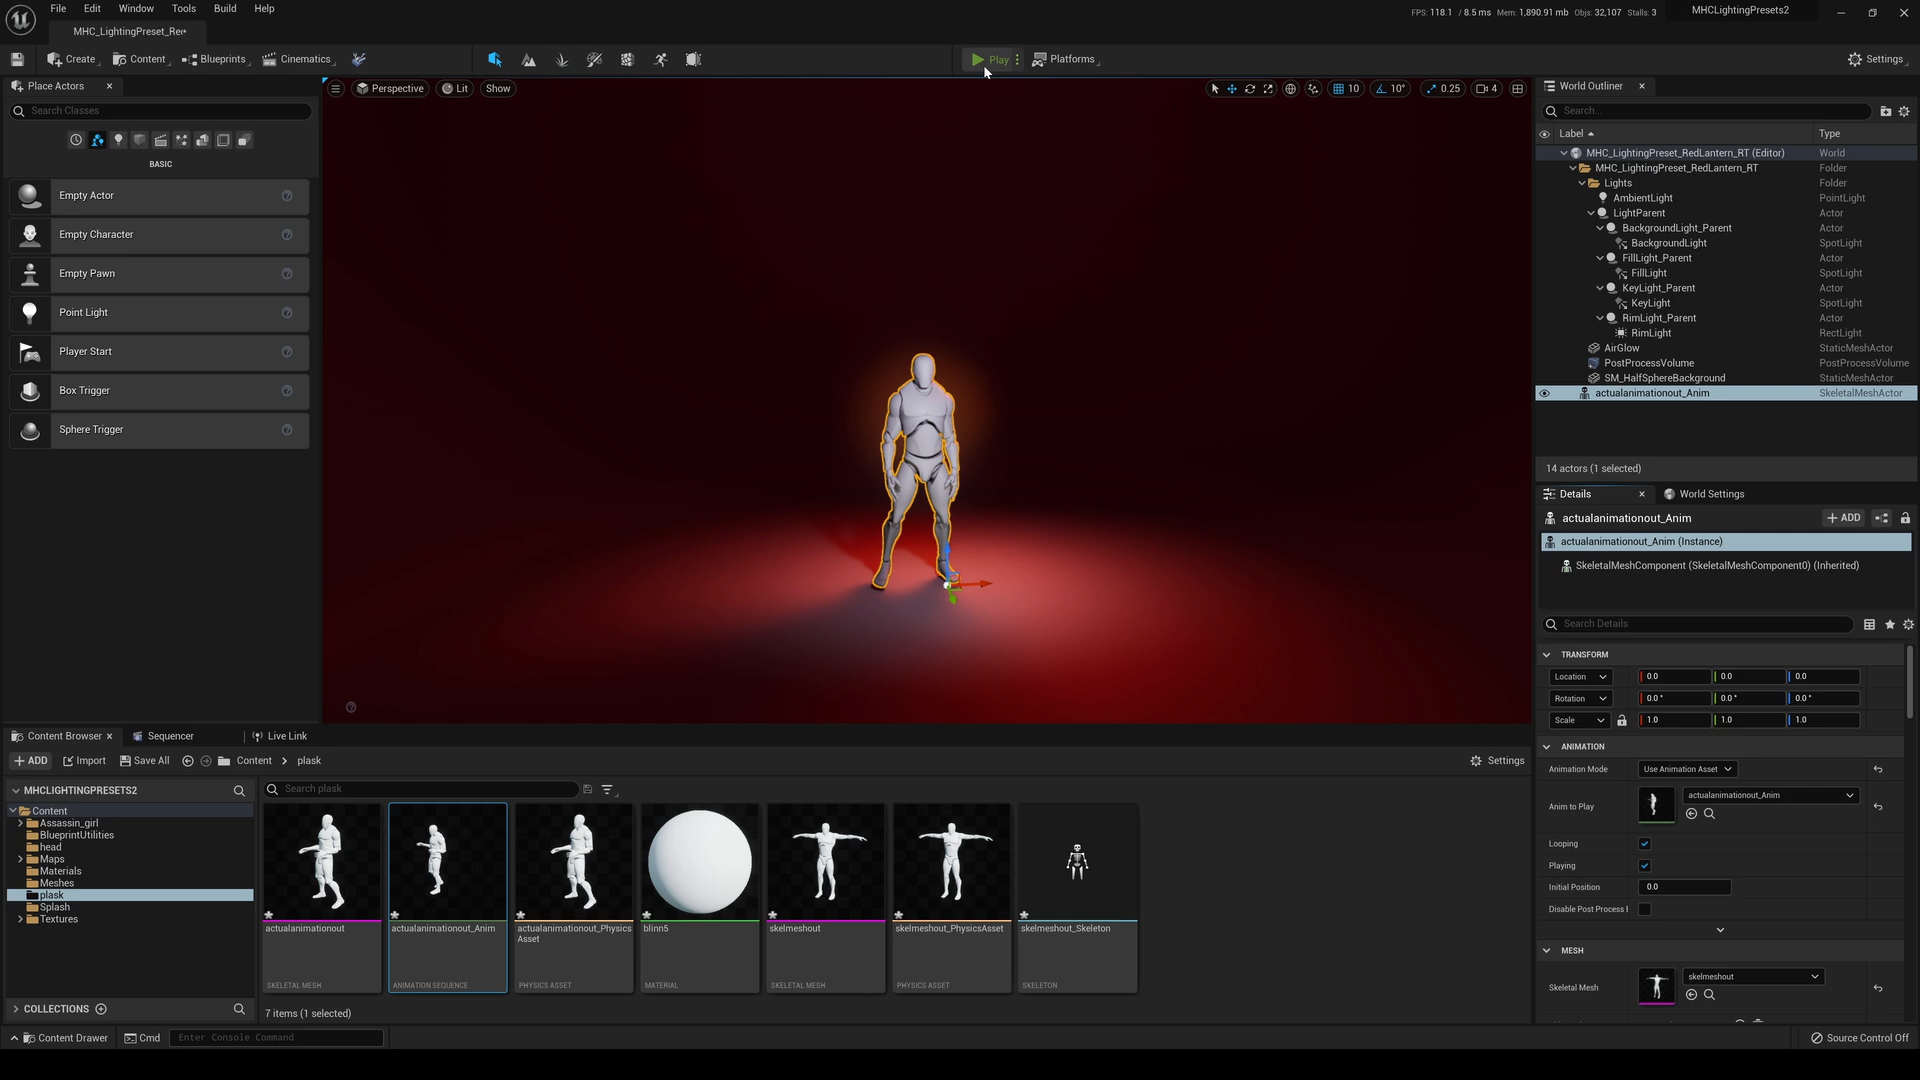 File Edit Window Tools Build Help
FPS: 118.1 / 8.5 ms Mem: 1,890.91 mb Objs: 32,107 Stalls: 3
MHCLightingPresets2
MHC_LightingPreset_Re•
Create
Content
Blueprints
Cinematics
Play
Platforms
Settings
Place Actors
Search Classes
BASIC
Empty Actor
Empty Character
Empty Pawn
Point Light
Player Start
Box Trigger
Sphere Trigger
Perspective Lit Show
10 10° 0.25 4
World Outliner
Search...
Label Type
MHC_LightingPreset_RedLantern_RT (Editor) World
MHC_LightingPreset_RedLantern_RT Folder
Lights Folder
AmbientLight PointLight
LightParent Actor
BackgroundLight_Parent Actor
BackgroundLight SpotLight
FillLight_Parent Actor
FillLight SpotLight
KeyLight_Parent Actor
KeyLight SpotLight
RimLight_Parent Actor
RimLight RectLight
AirGlow StaticMeshActor
PostProcessVolume PostProcessVolume
SM_HalfSphereBackground StaticMeshActor
actualanimationout_Anim SkeletalMeshActor
14 actors (1 selected)
Details World Settings
actualanimationout_Anim ADD
actualanimationout_Anim (Instance)
SkeletalMeshComponent (SkeletalMeshComponent0) (Inherited)
Search Details
TRANSFORM
Location 0.0 0.0 0.0
Rotation 0.0 ° 0.0 ° 0.0 °
Scale 1.0 1.0 1.0
ANIMATION
Animation Mode Use Animation Asset
Anim to Play actualanimationout_Anim
Looping
Playing
Initial Position 0.0
Disable Post Process
MESH
Skeletal Mesh skelmeshout
Content Browser Sequencer Live Link
ADD Import Save All Content > plask Settings
MHCLIGHTINGPRESETS2
Content
Assassin_girl
BlueprintUtilities
head
Maps
Materials
Meshes
plask
Splash
Textures
COLLECTIONS
Search plask
actualanimationout
SKELETAL MESH
actualanimationout_Anim
ANIMATION SEQUENCE
actualanimationout_Physics
Asset
PHYSICS ASSET
blinn5
MATERIAL
skelmeshout
SKELETAL MESH
skelmeshout_PhysicsAsset
PHYSICS ASSET
skelmeshout_Skeleton
SKELETON
7 items (1 selected)
Content Drawer Cmd Enter Console Command Source Control Off